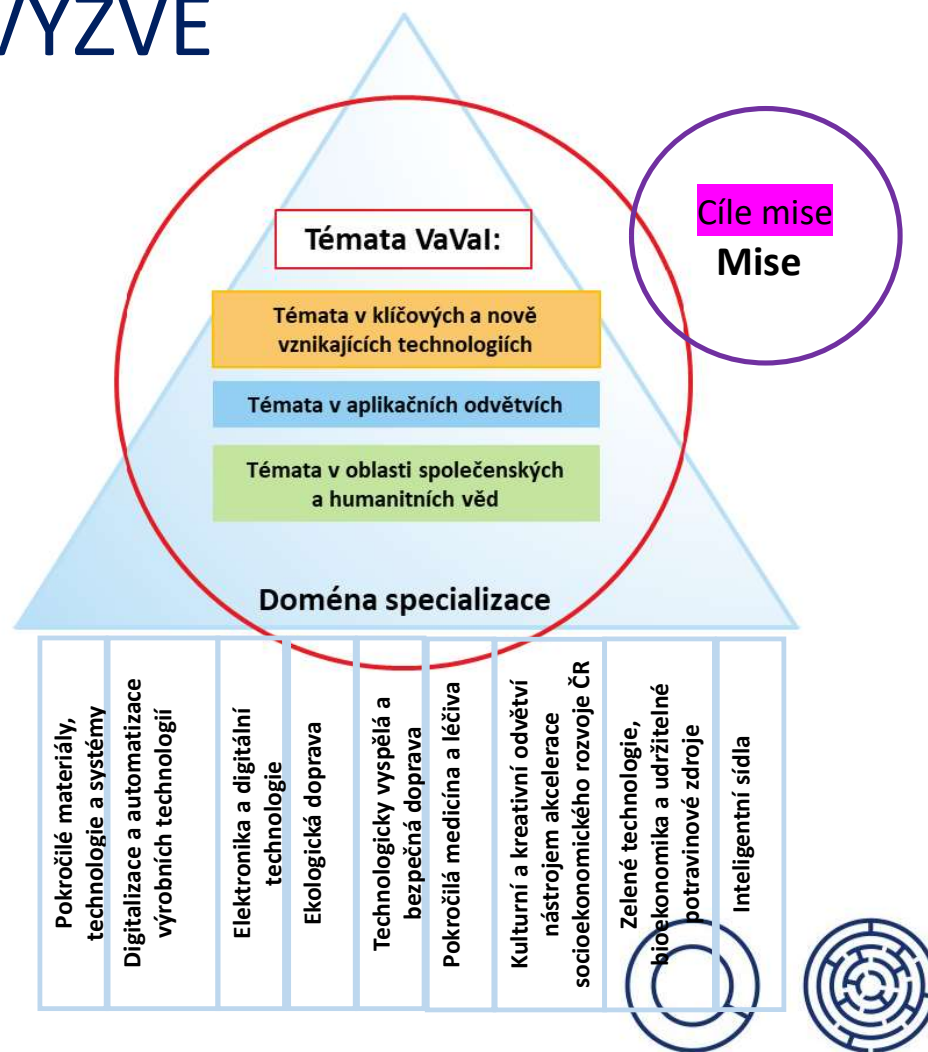 VÝZVĚ
Cíle mise
Mise
Témata VaVaI:
Témata v klíčových a nově
vznikajících technologiích
Témata v aplikačních odvětvích
Témata v oblasti společenských
a humanitních věd
Doména specializace
Pokročilé materiály,
technologie a systémy
Digitalizace a automatizace
výrobních technologií
Elektronika a digitální
technologie
Ekologická doprava
Technologicky vyspělá a
bezpečná doprava
Pokročilá medicína a léčiva
Kulturní a kreativní odvětví
nástrojem akcelerace
socioekonomického rozvoje ČR
Zelené technologie,
bioekonomika a udržitelné
potravinové zdroje
Inteligentní sídla